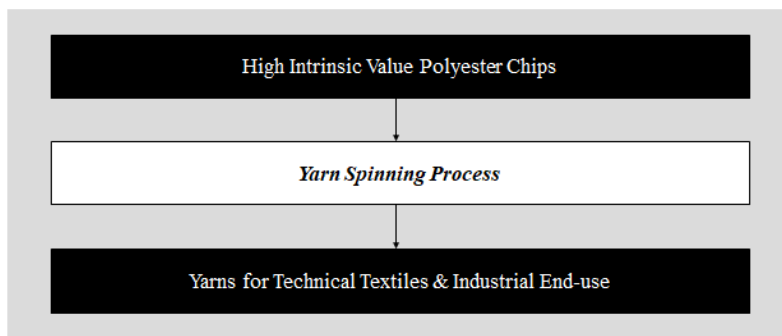 High Intrinsic Value Polyester Chips
Yarn Spinning Process
Yarns for Technical Textiles & Industrial End-use